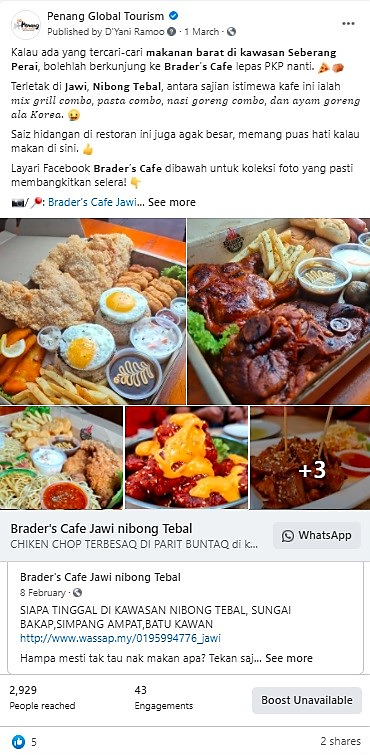 Penang Global Tourism
Published by D'Yani Ramoo · 1 March ·
Kalau ada yang tercari-cari makanan barat di kawasan Seberang
Perai, bolehlah berkunjung ke Brader's Cafe lepas PKP nanti.
Terletak di Jawi, Nibong Tebal, antara sajian istimewa kafe ini ialah
mix grill combo, pasta combo, nasi goreng combo, dan ayam goreng
ala Korea.
Saiz hidangan di restoran ini juga agak besar, memang puas hati kalau
makan di sini.
Layari Facebook Brader's Cafe dibawah untuk koleksi foto yang pasti
membangkitkan selera!
/ : Brader's Cafe Jawi... See more
+3
Brader's Cafe Jawi nibong Tebal
CHIKEN CHOP TERBESAQ DI PARIT BUNTAQ di k...
WhatsApp
Brader's Cafe Jawi nibong Tebal
8 February ·
SIAPA TINGGAL DI KAWASAN NIBONG TEBAL, SUNGAI
BAKAP,SIMPANG AMPAT,BATU KAWAN
http://www.wassap.my/0195994776_jawi
Hampa mesti tak tau nak makan apa? Tekan saj... See more
2,929
People reached
43
Engagements
Boost Unavailable
5
2 shares